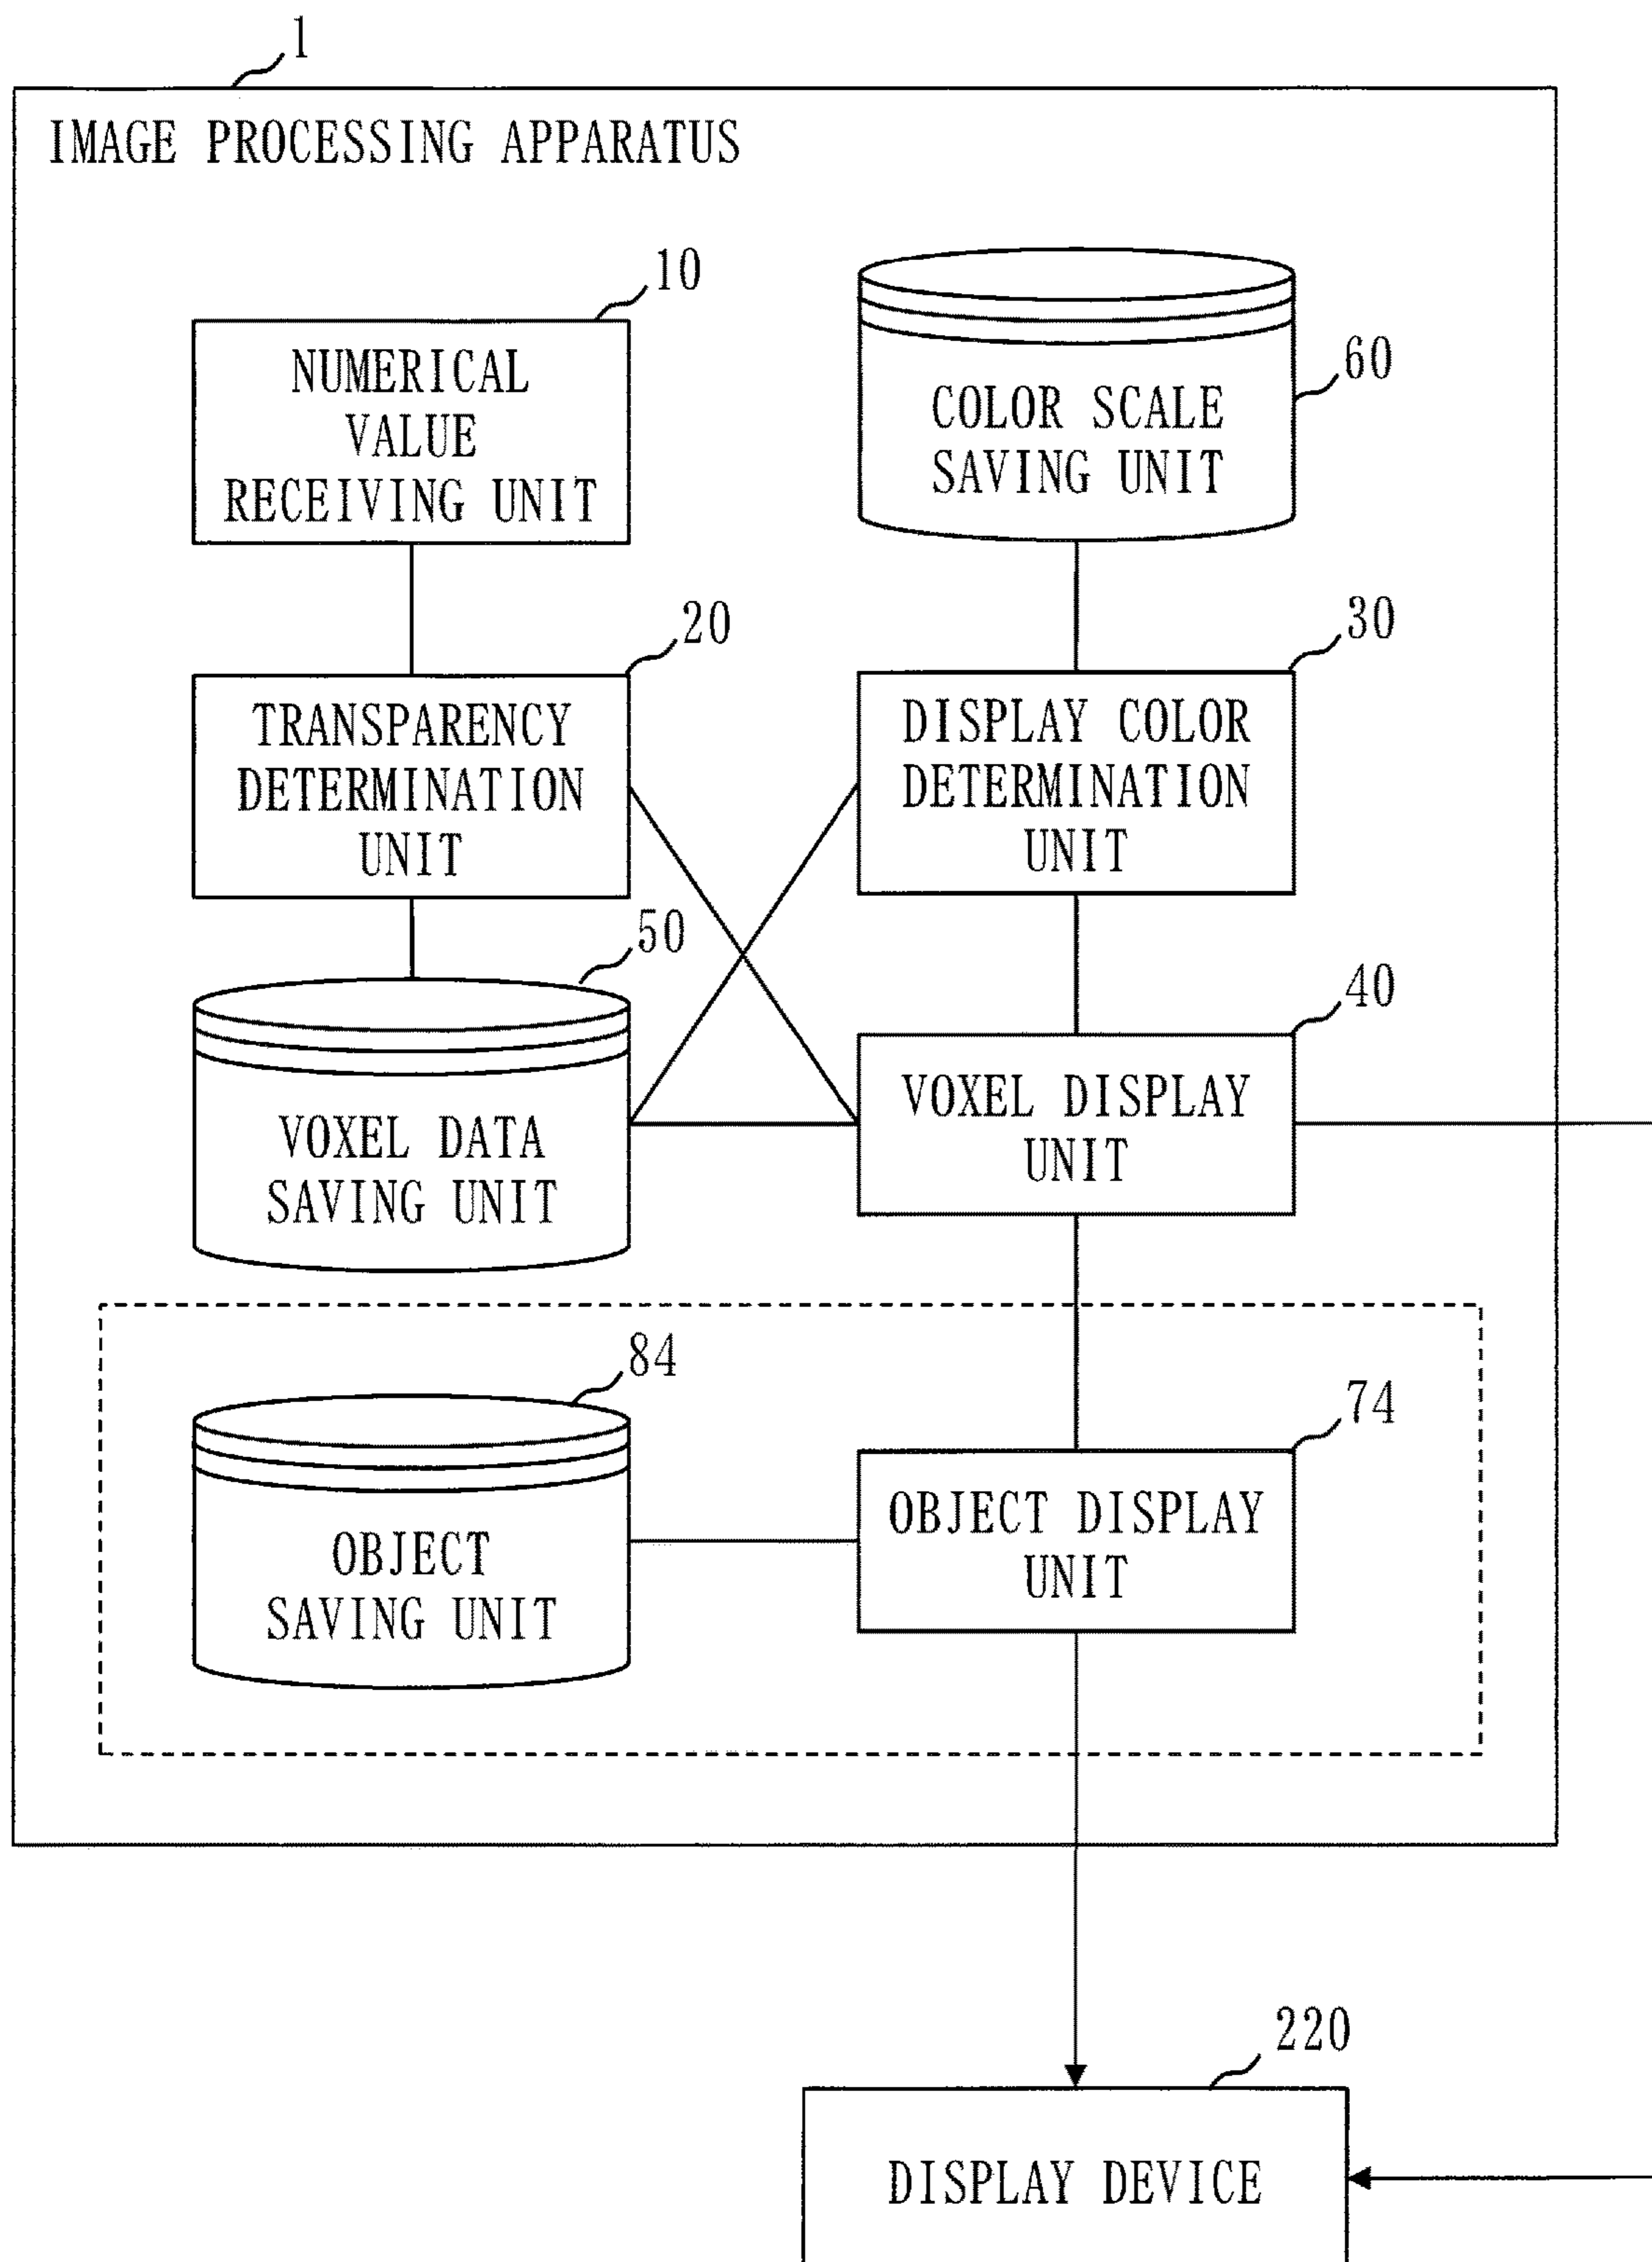 1
IMAGE PROCESSING APPARATUS
10
NUMERICAL
VALUE
RECEIVING UNIT
60
COLOR SCALE
SAVING UNIT
20
TRANSPARENCY
DETERMINATION
UNIT
30
DISPLAY COLOR
DETERMINATION
UNIT
50
VOXEL DATA
SAVING UNIT
40
VOXEL DISPLAY
UNIT
84
OBJECT
SAVING UNIT
74
OBJECT DISPLAY
UNIT
220
DISPLAY DEVICE